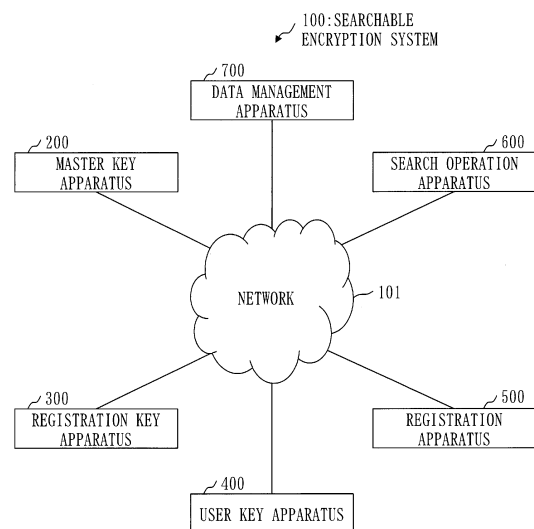 100:SEARCHABLE
ENCRYPTION SYSTEM
700
DATA MANAGEMENT
APPARATUS
200
MASTER KEY
APPARATUS
600
SEARCH OPERATION
APPARATUS
NETWORK
101
300
REGISTRATION KEY
APPARATUS
500
REGISTRATION
APPARATUS
400
USER KEY APPARATUS